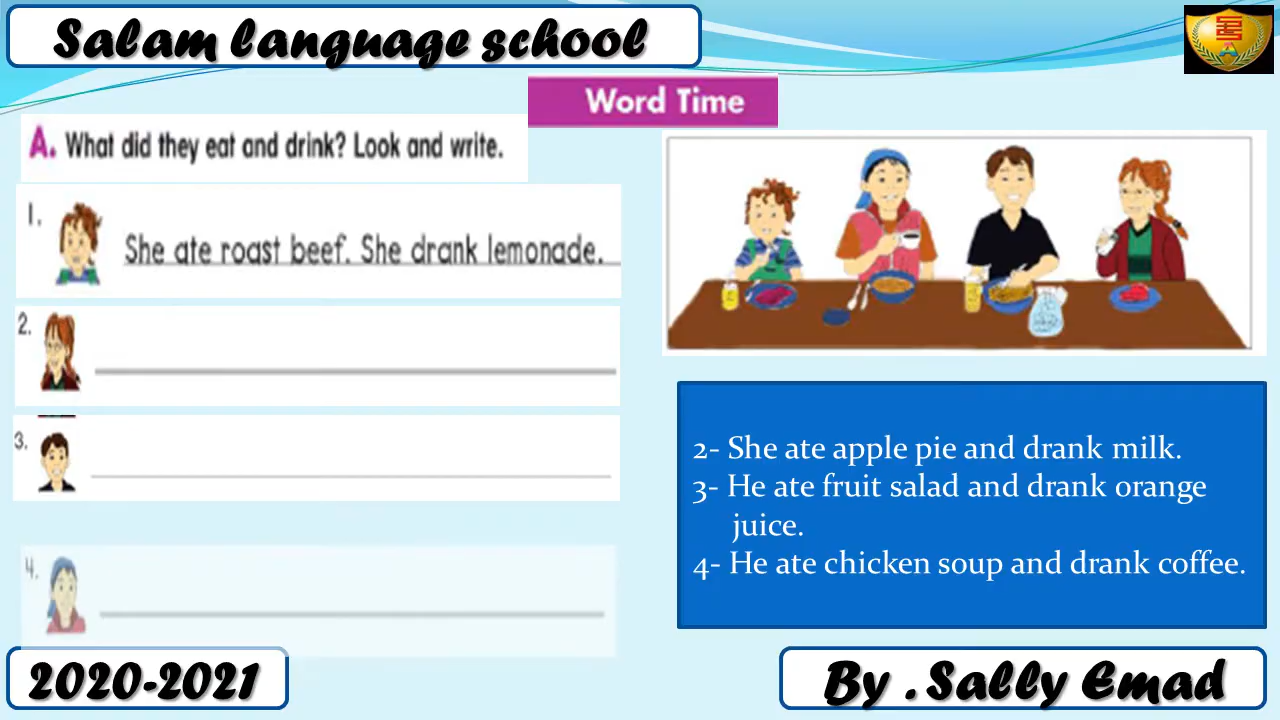 Salam language school
Word Time
A. What did they eat and drink? Look and write.
1. She ate roast beef. She drank lemonade.
2.
3.
4.
2- She ate apple pie and drank milk.
3- He ate fruit salad and drank orange
juice.
4- He ate chicken soup and drank coffee.
2020-2021
By . Sally Emad